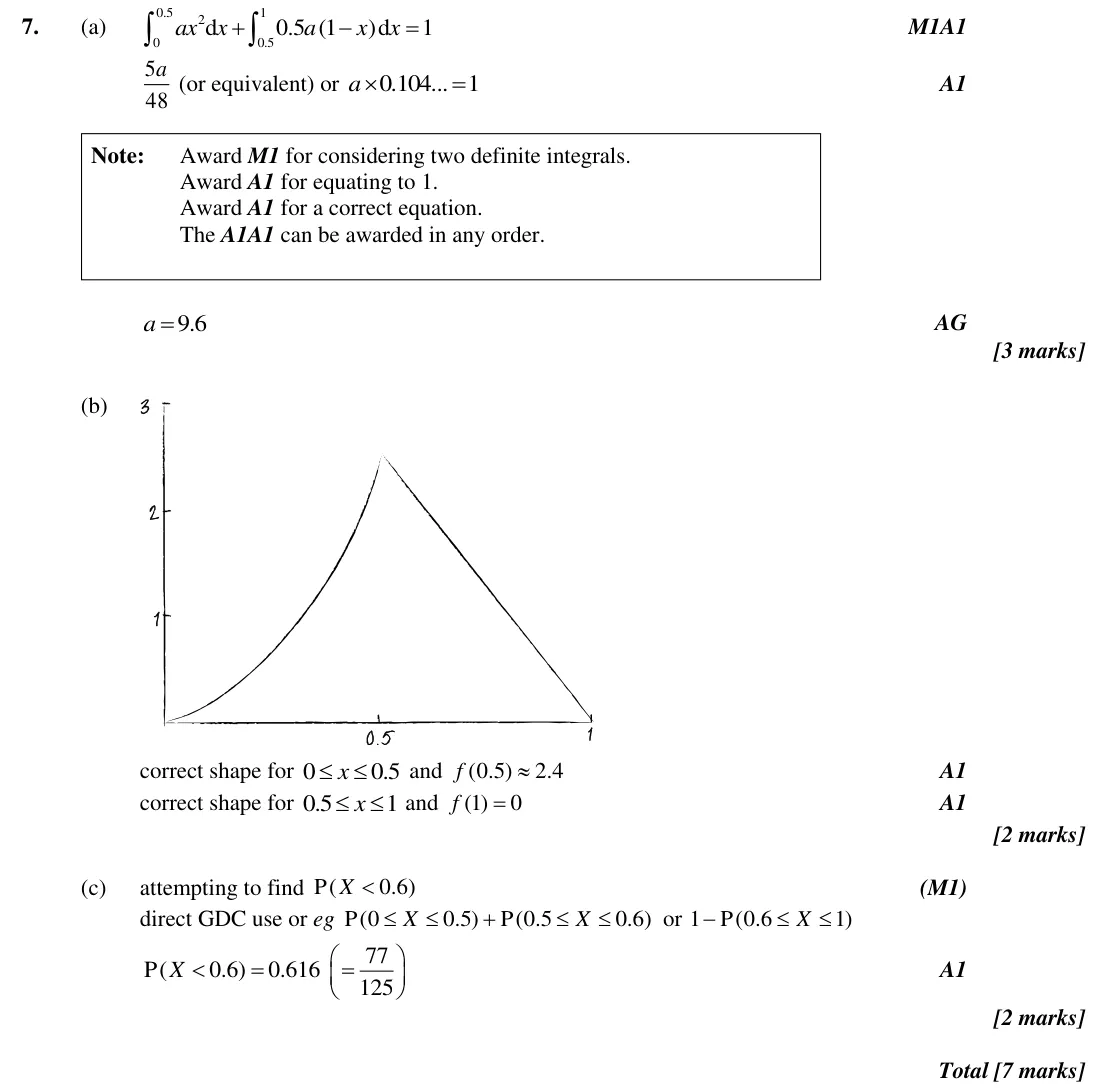 7. (a) ∫₀^0.5 ax²dx + ∫_0.5^1 0.5a(1−x)dx = 1 M1A1
5a/48 (or equivalent) or a×0.104... = 1 A1
Note: Award M1 for considering two definite integrals.
Award A1 for equating to 1.
Award A1 for a correct equation.
The A1A1 can be awarded in any order.
a = 9.6 AG
[3 marks]
(b)
3
2
1
0.5 1
correct shape for 0 ≤ x ≤ 0.5 and f(0.5) ≈ 2.4 A1
correct shape for 0.5 ≤ x ≤ 1 and f(1) = 0 A1
[2 marks]
(c) attempting to find P(X < 0.6) (M1)
direct GDC use or eg P(0 ≤ X ≤ 0.5) + P(0.5 ≤ X ≤ 0.6) or 1 − P(0.6 ≤ X ≤ 1)
P(X < 0.6) = 0.616 (= 77/125) A1
[2 marks]
Total [7 marks]